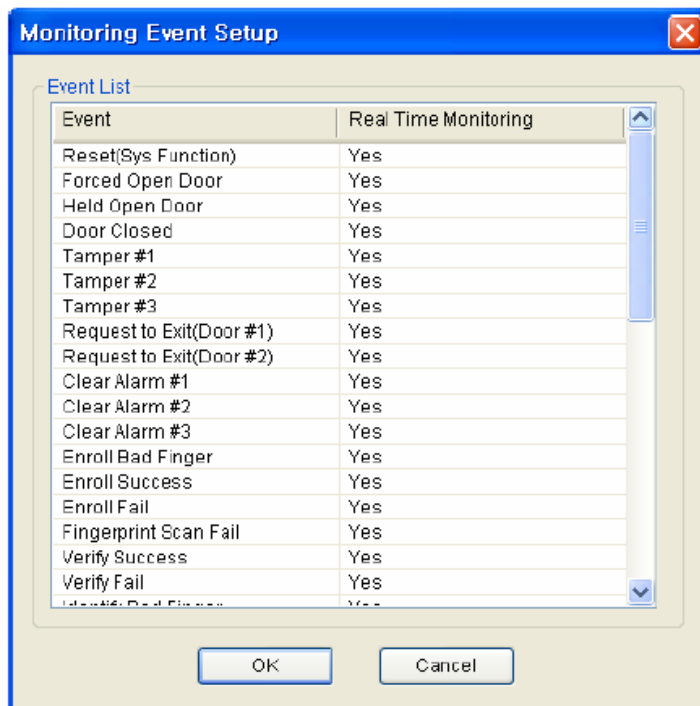 Monitoring Event Setup
Event List
Event Real Time Monitoring
Reset(Sys Function) Yes
Forced Open Door Yes
Held Open Door Yes
Door Closed Yes
Tamper #1 Yes
Tamper #2 Yes
Tamper #3 Yes
Request to Exit(Door #1) Yes
Request to Exit(Door #2) Yes
Clear Alarm #1 Yes
Clear Alarm #2 Yes
Clear Alarm #3 Yes
Enroll Bad Finger Yes
Enroll Success Yes
Enroll Fail Yes
Fingerprint Scan Fail Yes
Verify Success Yes
Verify Fail Yes
Identify Bad Finger Yes
OK Cancel